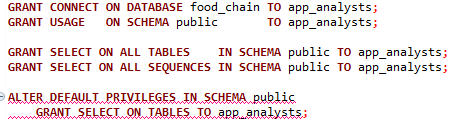 GRANT CONNECT ON DATABASE food_chain TO app_analysts;
GRANT USAGE   ON SCHEMA public       TO app_analysts;

GRANT SELECT ON ALL TABLES    IN SCHEMA public TO app_analysts;
GRANT SELECT ON ALL SEQUENCES IN SCHEMA public TO app_analysts;

ALTER DEFAULT PRIVILEGES IN SCHEMA public
    GRANT SELECT ON TABLES TO app_analysts;